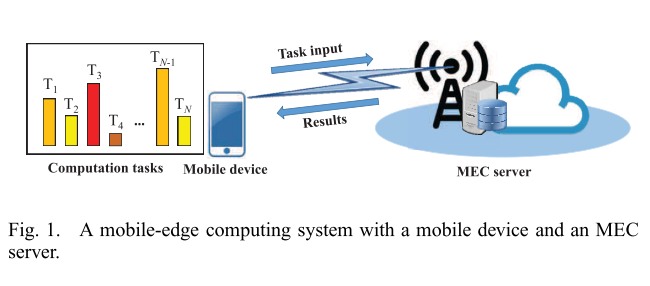 T1 T2 T3 T4 ... TN-1 TN
Task input
Results
Computation tasks
Mobile device
MEC server
Fig. 1. A mobile-edge computing system with a mobile device and an MEC
server.